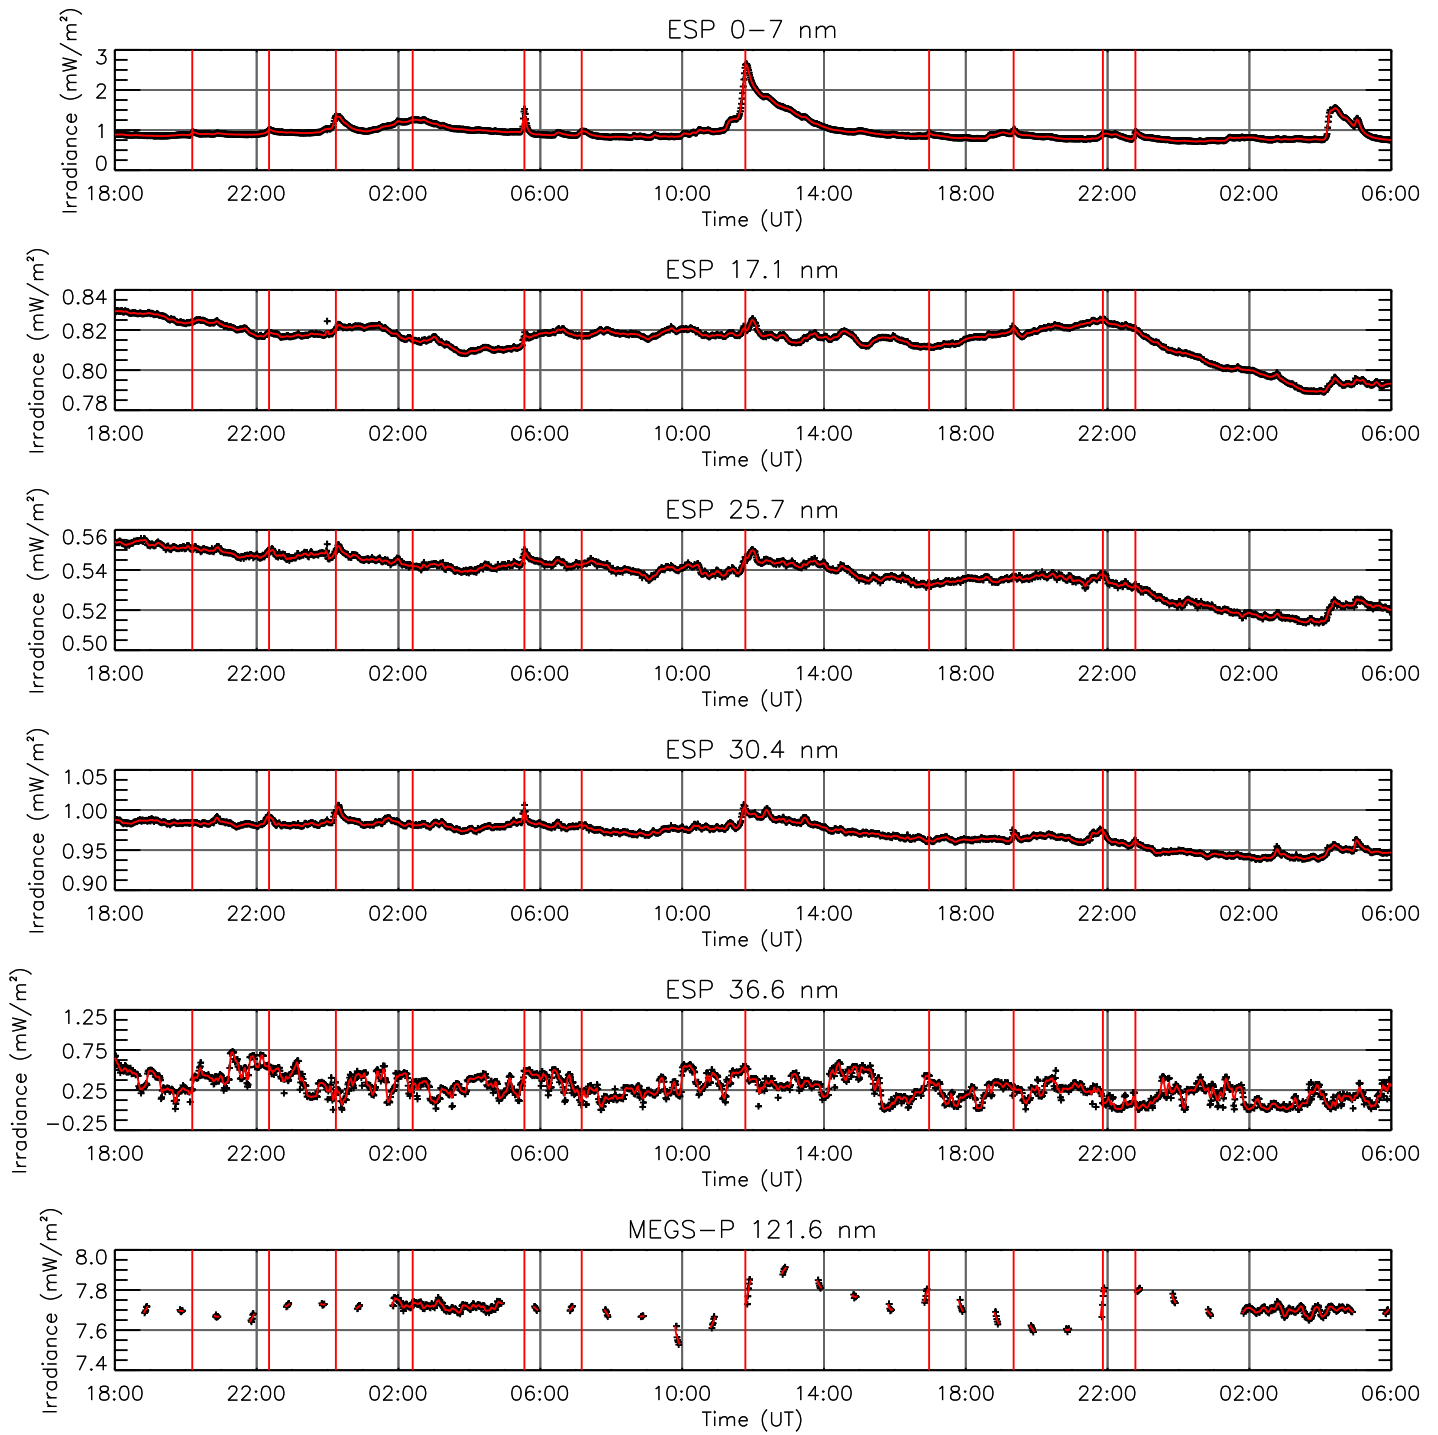 ESP 0-7 nm
Irradiance (mW/m²)
3
2
1
0
18:00 22:00 02:00 06:00 10:00 14:00 18:00 22:00 02:00 06:00
Time (UT)
ESP 17.1 nm
Irradiance (mW/m²)
0.84
0.82
0.80
0.78
18:00 22:00 02:00 06:00 10:00 14:00 18:00 22:00 02:00 06:00
Time (UT)
ESP 25.7 nm
Irradiance (mW/m²)
0.56
0.54
0.52
0.50
18:00 22:00 02:00 06:00 10:00 14:00 18:00 22:00 02:00 06:00
Time (UT)
ESP 30.4 nm
Irradiance (mW/m²)
1.05
1.00
0.95
0.90
18:00 22:00 02:00 06:00 10:00 14:00 18:00 22:00 02:00 06:00
Time (UT)
ESP 36.6 nm
Irradiance (mW/m²)
1.25
0.75
0.25
-0.25
18:00 22:00 02:00 06:00 10:00 14:00 18:00 22:00 02:00 06:00
Time (UT)
MEGS-P 121.6 nm
Irradiance (mW/m²)
8.0
7.8
7.6
7.4
18:00 22:00 02:00 06:00 10:00 14:00 18:00 22:00 02:00 06:00
Time (UT)